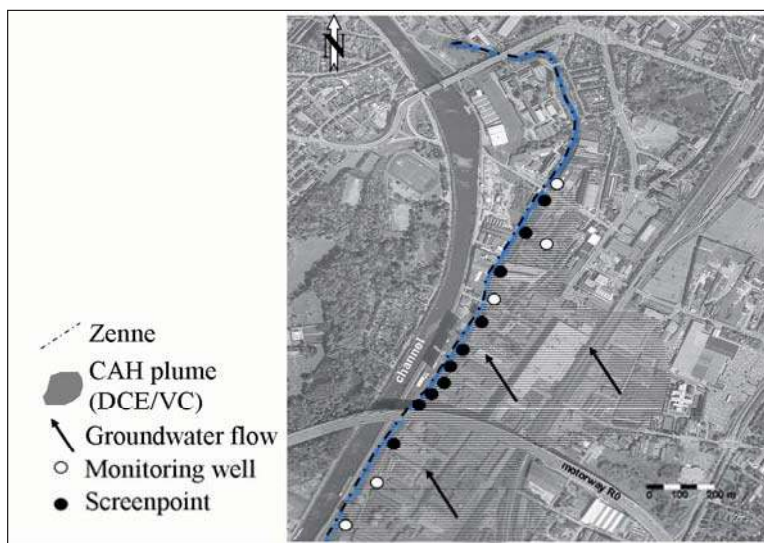 N
Zenne
CAH plume
(DCE/VC)
Groundwater flow
Monitoring well
Screenpoint
channel
motorway R0
0 100 200 m